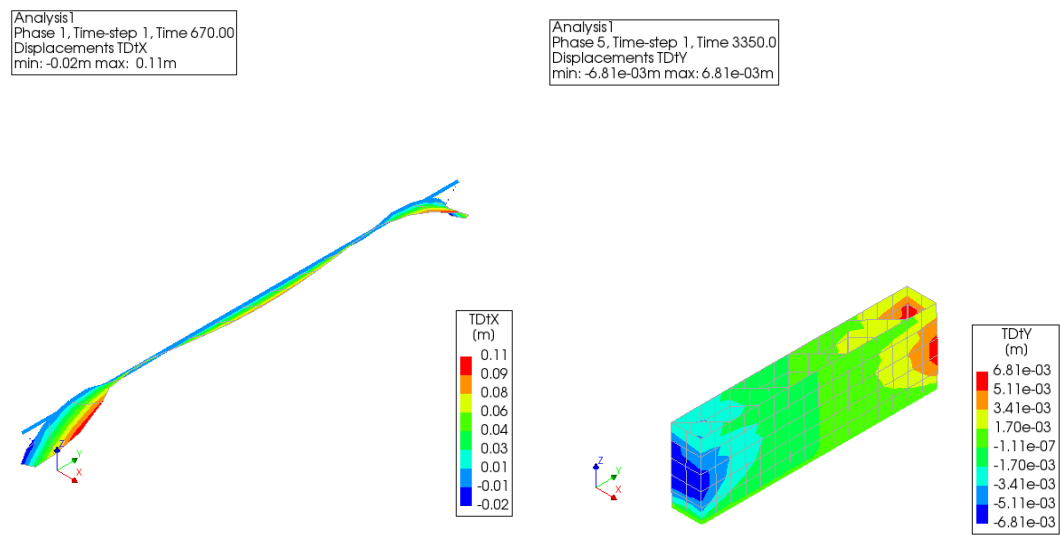 Analysis1
Phase 1, Time-step 1, Time 670.00
Displacements TDtX
min: -0.02m max: 0.11m
Analysis1
Phase 5, Time-step 1, Time 3350.0
Displacements TDtY
min: -6.81e-03m max: 6.81e-03m
TDtX
(m)
0.11
0.09
0.08
0.06
0.04
0.03
0.01
-0.01
-0.02
Z
Y
X
TDtY
(m)
6.81e-03
5.11e-03
3.41e-03
1.70e-03
-1.11e-07
-1.70e-03
-3.41e-03
-5.11e-03
-6.81e-03
Z
Y
X